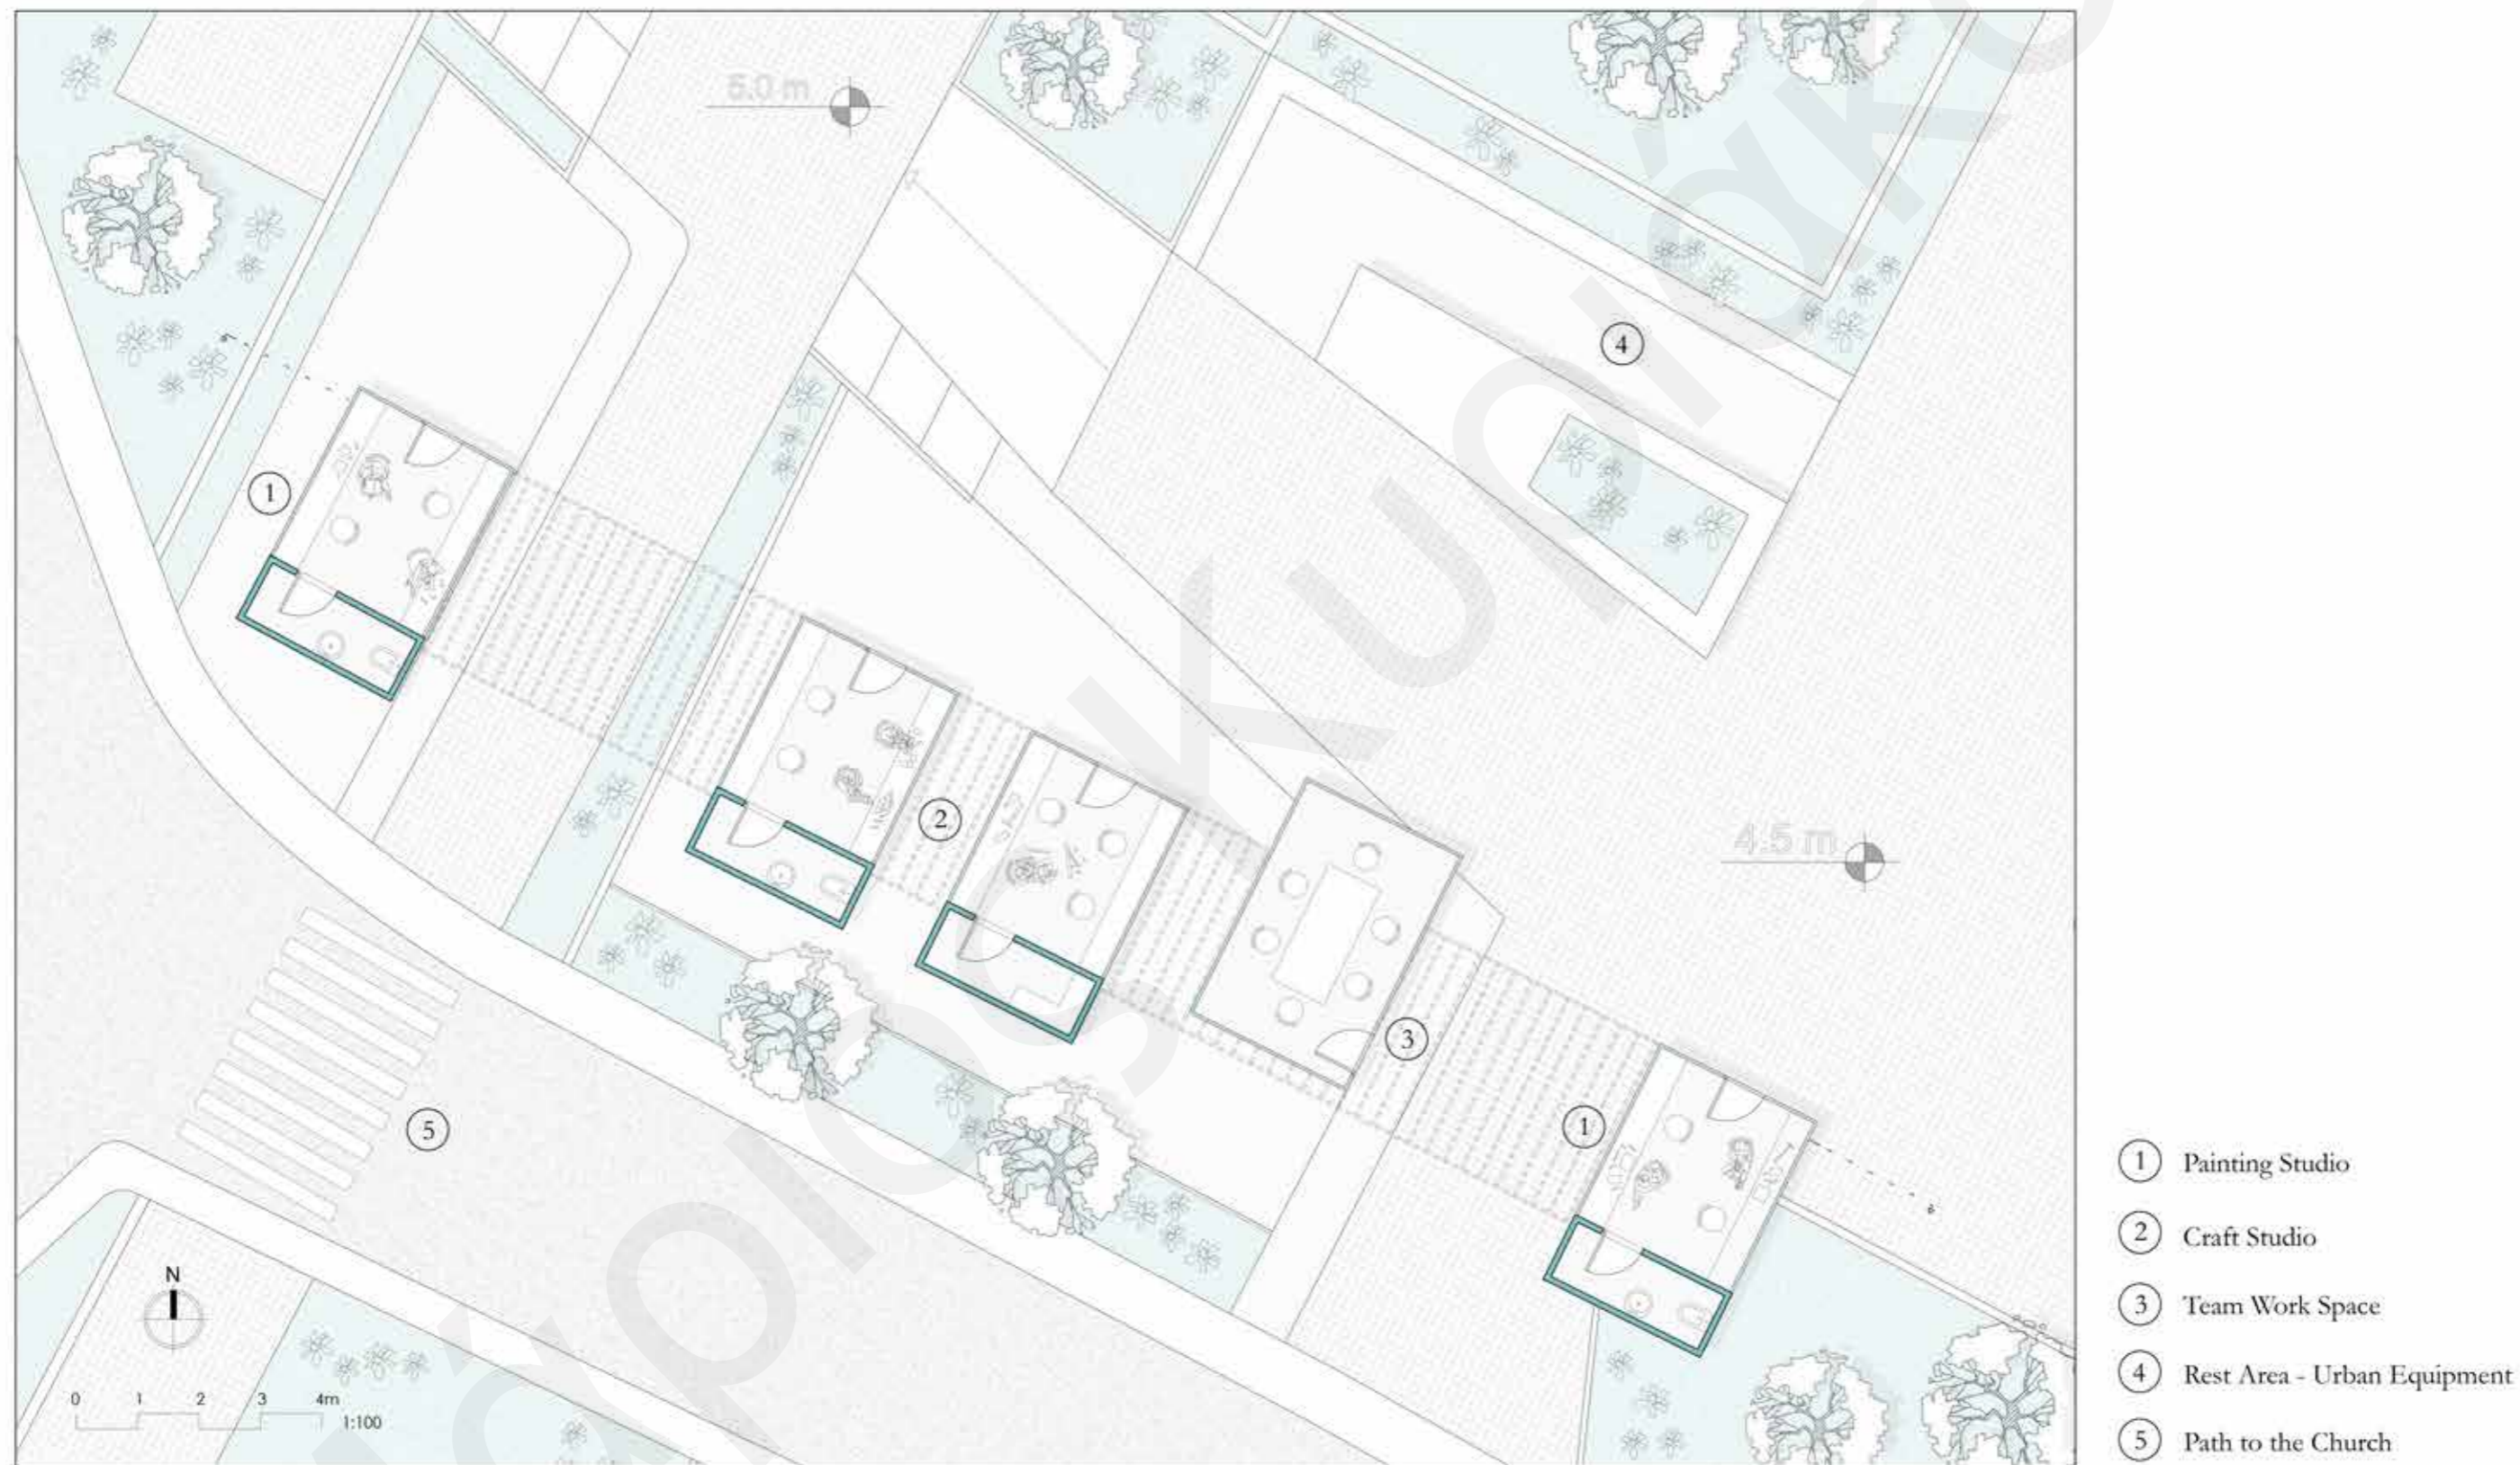 5.0 m
4
1
2
4.5 m
3
1
5
N
0 1 2 3 4m
1:100
1 Painting Studio
2 Craft Studio
3 Team Work Space
4 Rest Area - Urban Equipment
5 Path to the Church